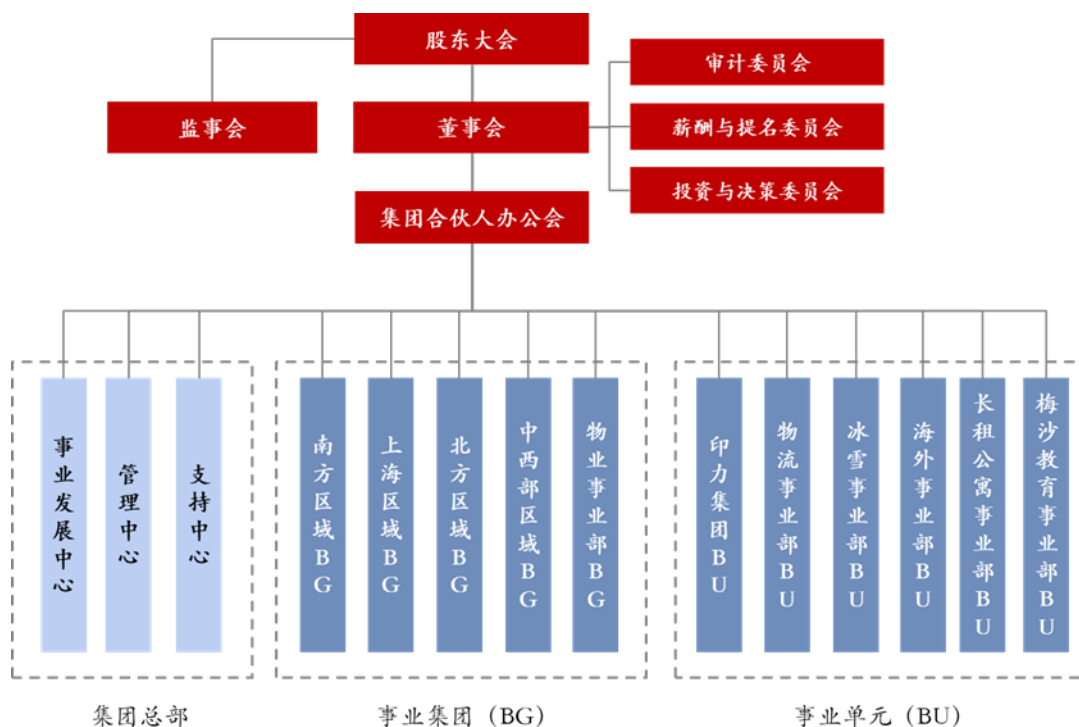 股东大会
审计委员会
监事会
董事会
薪酬与提名委员会
投资与决策委员会
集团合伙人办公会
事业发展中心
管理中心
支持中心
南方区域BG
上海区域BG
北方区域BG
中西部区域BG
物业事业部BG
印力集团BU
物流事业部BU
冰雪事业部BU
海外事业部BU
长租公寓事业部BU
梅沙教育事业部BU
集团总部
事业集团（BG）
事业单元（BU）